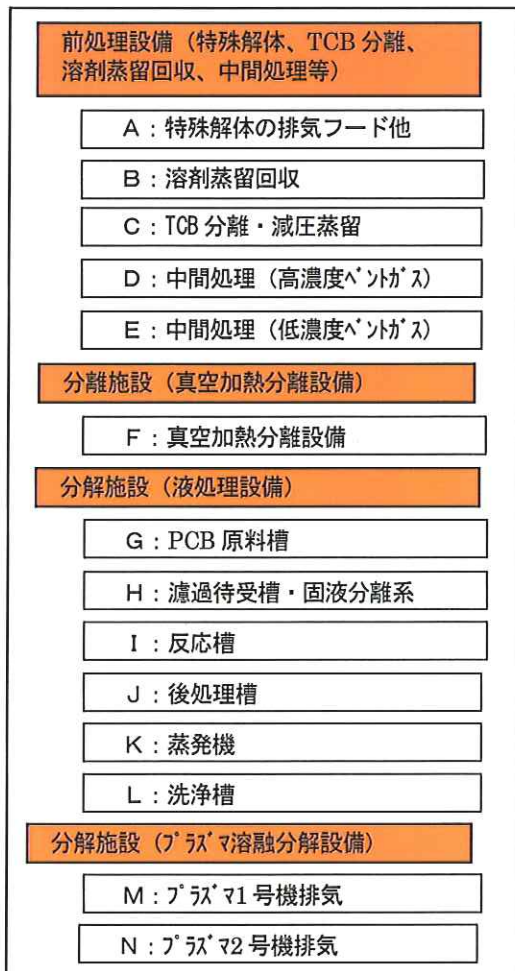 前処理設備（特殊解体、TCB 分離、
溶剤蒸留回収、中間処理等）
A：特殊解体の排気フード他
B：溶剤蒸留回収
C：TCB 分離・減圧蒸留
D：中間処理（高濃度ﾍﾞﾝﾄｶﾞｽ）
E：中間処理（低濃度ﾍﾞﾝﾄｶﾞｽ）
分離施設（真空加熱分離設備）
F：真空加熱分離設備
分解施設（液処理設備）
G：PCB 原料槽
H：濾過待受槽・固液分離系
I：反応槽
J：後処理槽
K：蒸発機
L：洗浄槽
分解施設（ﾌﾟﾗｽﾞﾏ溶融分解設備）
M：ﾌﾟﾗｽﾞﾏ1 号機排気
N：ﾌﾟﾗｽﾞﾏ2 号機排気